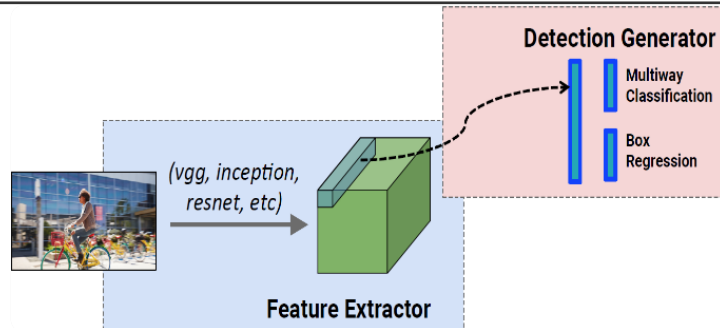 Detection Generator
Multiway
Classification
Box
Regression
(vgg, inception,
resnet, etc)
Feature Extractor